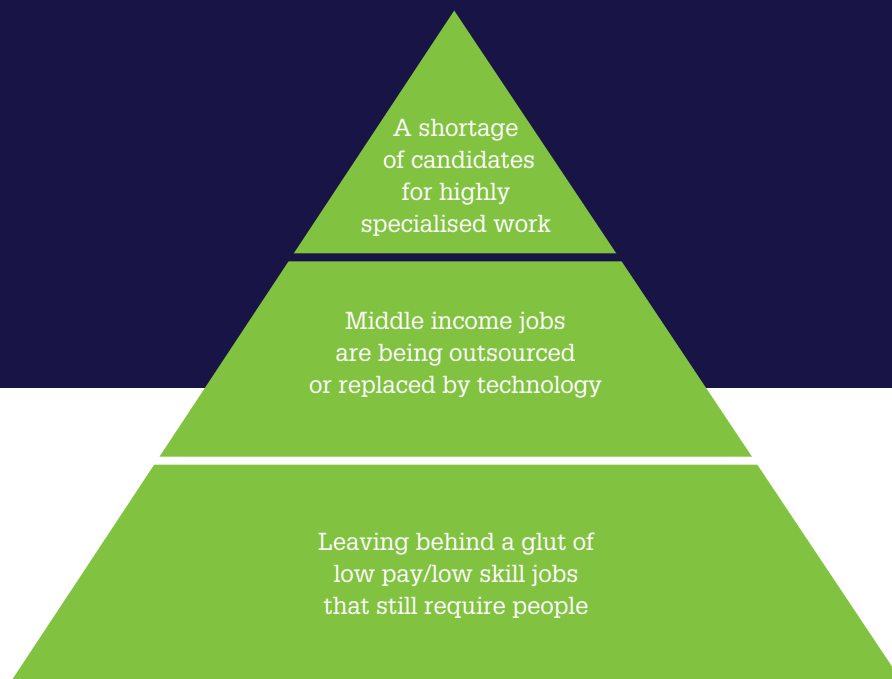 A shortage
of candidates
for highly
specialised work
Middle income jobs
are being outsourced
or replaced by technology
Leaving behind a glut of
low pay/low skill jobs
that still require people